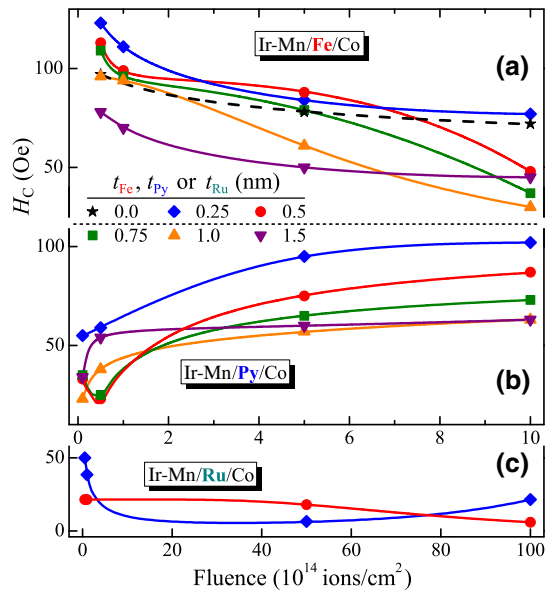 Ir-Mn/Fe/Co
(a)
100
50
H_C (Oe)
t_Fe, t_Py or t_Ru (nm)
0.0 0.25 0.5
0.75 1.0 1.5
100
50
Ir-Mn/Py/Co
(b)
0 2 4 6 8 10
50
0
Ir-Mn/Ru/Co
(c)
0 20 40 60 80 100
Fluence (10^14 ions/cm^2)